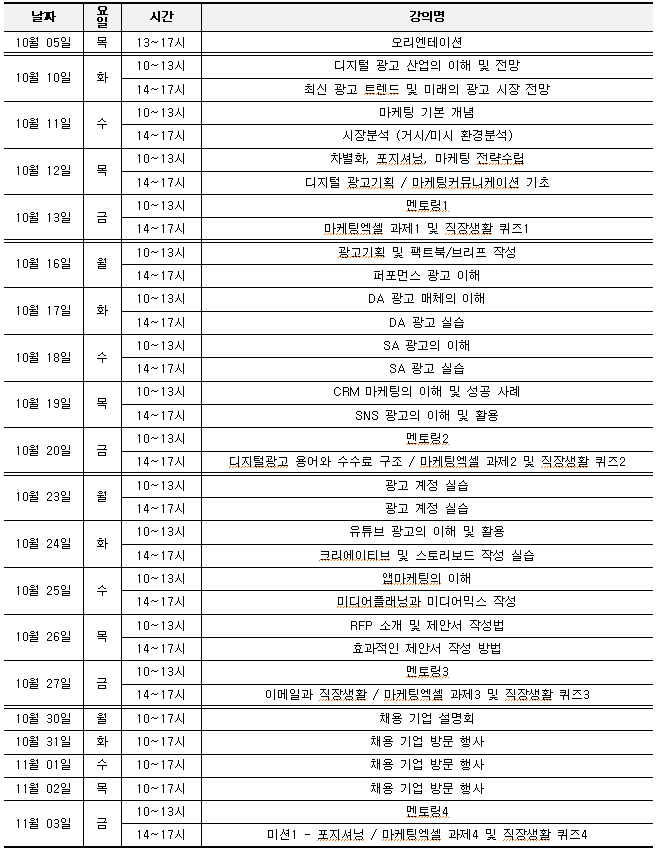 날짜 요일 시간 강의명
10월 05일 목 13~17시 오리엔테이션
10월 10일 화 10~13시 디지털 광고 산업의 이해 및 전망
14~17시 최신 광고 트렌드 및 미래의 광고 시장 전망
10월 11일 수 10~13시 마케팅 기본 개념
14~17시 시장분석 (거시/미시 환경분석)
10월 12일 목 10~13시 차별화, 포지셔닝, 마케팅 전략수립
14~17시 디지털 광고기획 / 마케팅커뮤니케이션 기초
10월 13일 금 10~13시 멘토링1
14~17시 마케팅엑셀 과제1 및 직장생활 퀴즈1
10월 16일 월 10~13시 광고기획 및 팩트북/브리프 작성
14~17시 퍼포먼스 광고 이해
10월 17일 화 10~13시 DA 광고 매체의 이해
14~17시 DA 광고 실습
10월 18일 수 10~13시 SA 광고의 이해
14~17시 SA 광고 실습
10월 19일 목 10~13시 CRM 마케팅의 이해 및 성공 사례
14~17시 SNS 광고의 이해 및 활용
10월 20일 금 10~13시 멘토링2
14~17시 디지털광고 용어와 수수료 구조 / 마케팅엑셀 과제2 및 직장생활 퀴즈2
10월 23일 월 10~13시 광고 계정 실습
14~17시 광고 계정 실습
10월 24일 화 10~13시 유튜브 광고의 이해 및 활용
14~17시 크리에이티브 및 스토리보드 작성 실습
10월 25일 수 10~13시 앱마케팅의 이해
14~17시 미디어플래닝과 미디어믹스 작성
10월 26일 목 10~13시 RFP 소개 및 제안서 작성법
14~17시 효과적인 제안서 작성 방법
10월 27일 금 10~13시 멘토링3
14~17시 이메일과 직장생활 / 마케팅엑셀 과제3 및 직장생활 퀴즈3
10월 30일 월 10~17시 채용 기업 설명회
10월 31일 화 10~17시 채용 기업 방문 행사
11월 01일 수 10~17시 채용 기업 방문 행사
11월 02일 목 10~17시 채용 기업 방문 행사
11월 03일 금 10~13시 멘토링4
14~17시 미션1 - 포지셔닝 / 마케팅엑셀 과제4 및 직장생활 퀴즈4